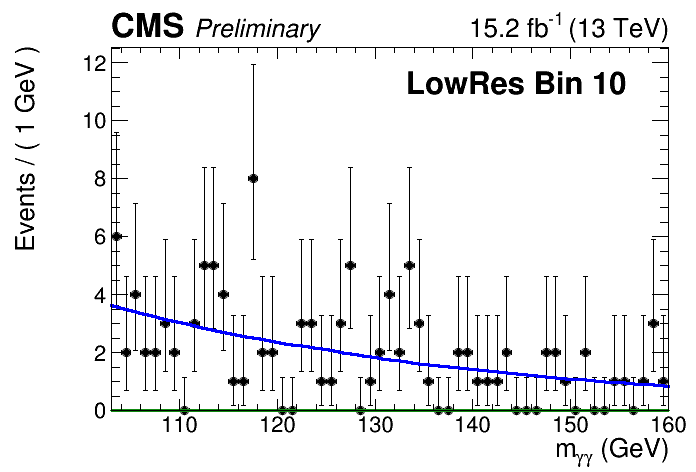 CMS Preliminary 15.2 fb⁻¹ (13 TeV)
LowRes Bin 10
Events / ( 1 GeV )
12
10
8
6
4
2
0
110 120 130 140 150 160
mγγ (GeV)